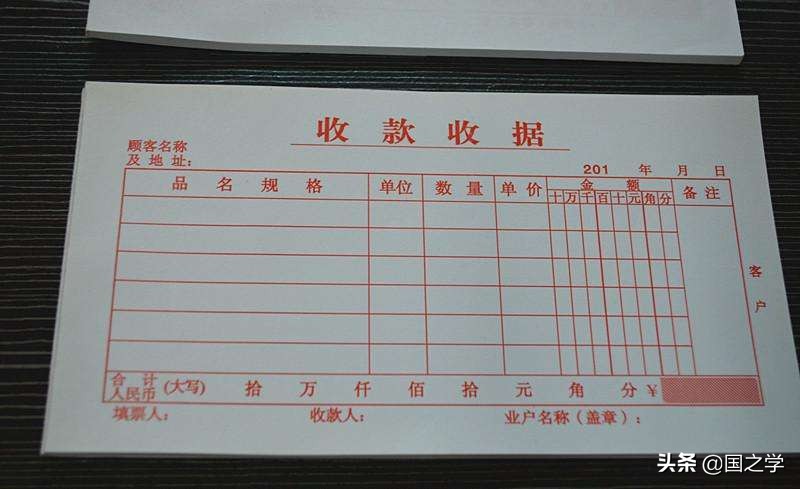 收款收据
顾客名称
及地址:
201 年 月 日
品名规格 单位 数量 单价 金额 备注
十万千百十元角分
客户
合计
人民币 (大写) 拾 万 仟 佰 拾 元 角 分 ¥
填票人: 收款人: 业户名称(盖章):
头条 @国之学